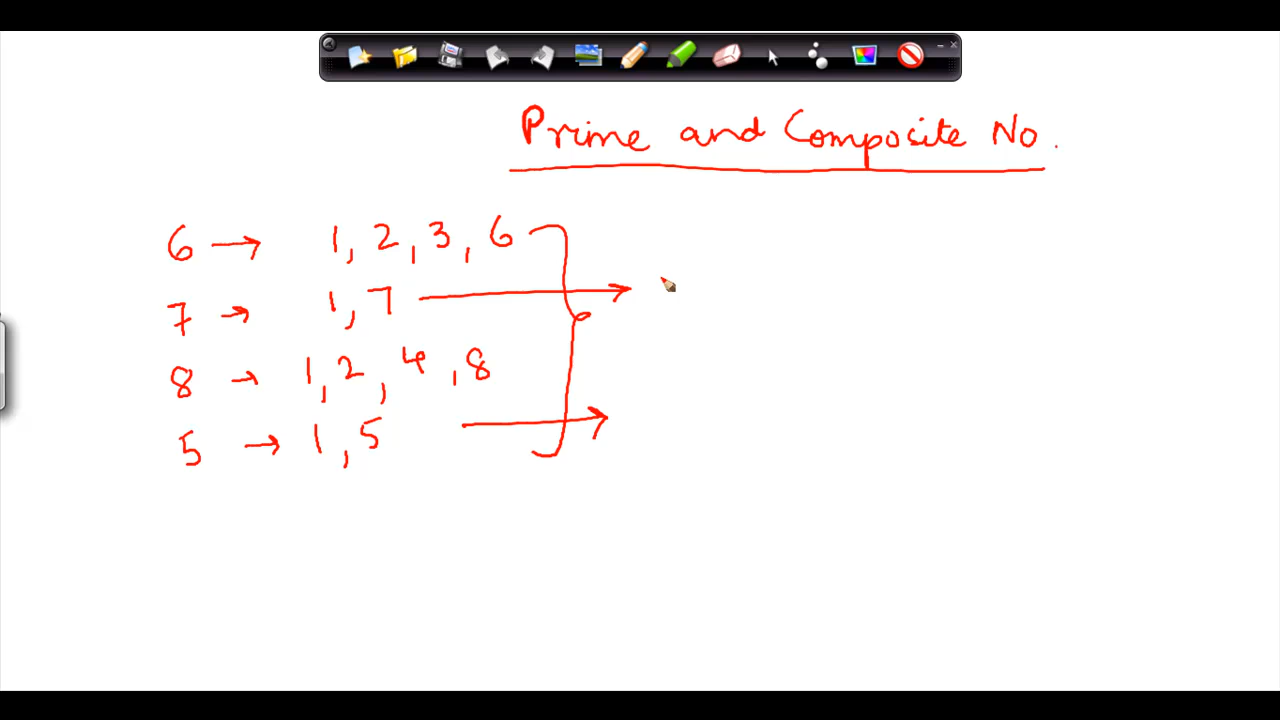 Prime and Composite No.
6 → 1, 2, 3, 6
7 → 1, 7 →
8 → 1, 2, 4, 8
5 → 1, 5 →